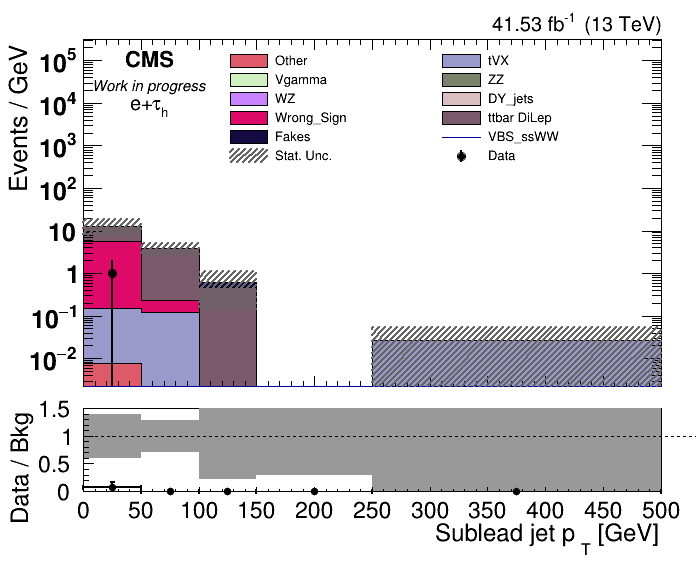 41.53 fb-1 (13 TeV)
CMS
Work in progress
e+τh
Other
Vgamma
WZ
Wrong_Sign
Fakes
Stat. Unc.
tVX
ZZ
DY_jets
ttbar DiLep
VBS_ssWW
Data
Events / GeV
10^5
10^4
10^3
10^2
10
1
10^−1
10^−2
Data / Bkg
1.5
1
0.5
0
0 50 100 150 200 250 300 350 400 450 500
Sublead jet pT [GeV]